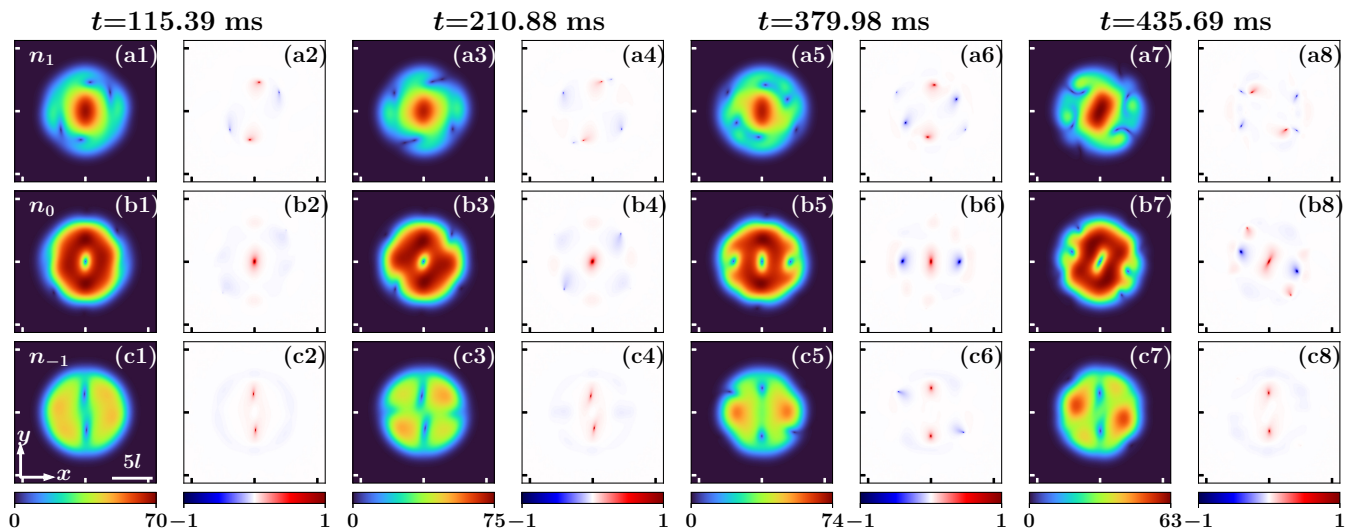 t=115.39 ms t=210.88 ms t=379.98 ms t=435.69 ms
n₁ (a1) (a2) (a3) (a4) (a5) (a6) (a7) (a8)
n₀ (b1) (b2) (b3) (b4) (b5) (b6) (b7) (b8)
n₋₁ (c1) (c2) (c3) (c4) (c5) (c6) (c7) (c8)
y
x 5l
0 70 −1 1 0 75 −1 1 0 74 −1 1 0 63 −1 1